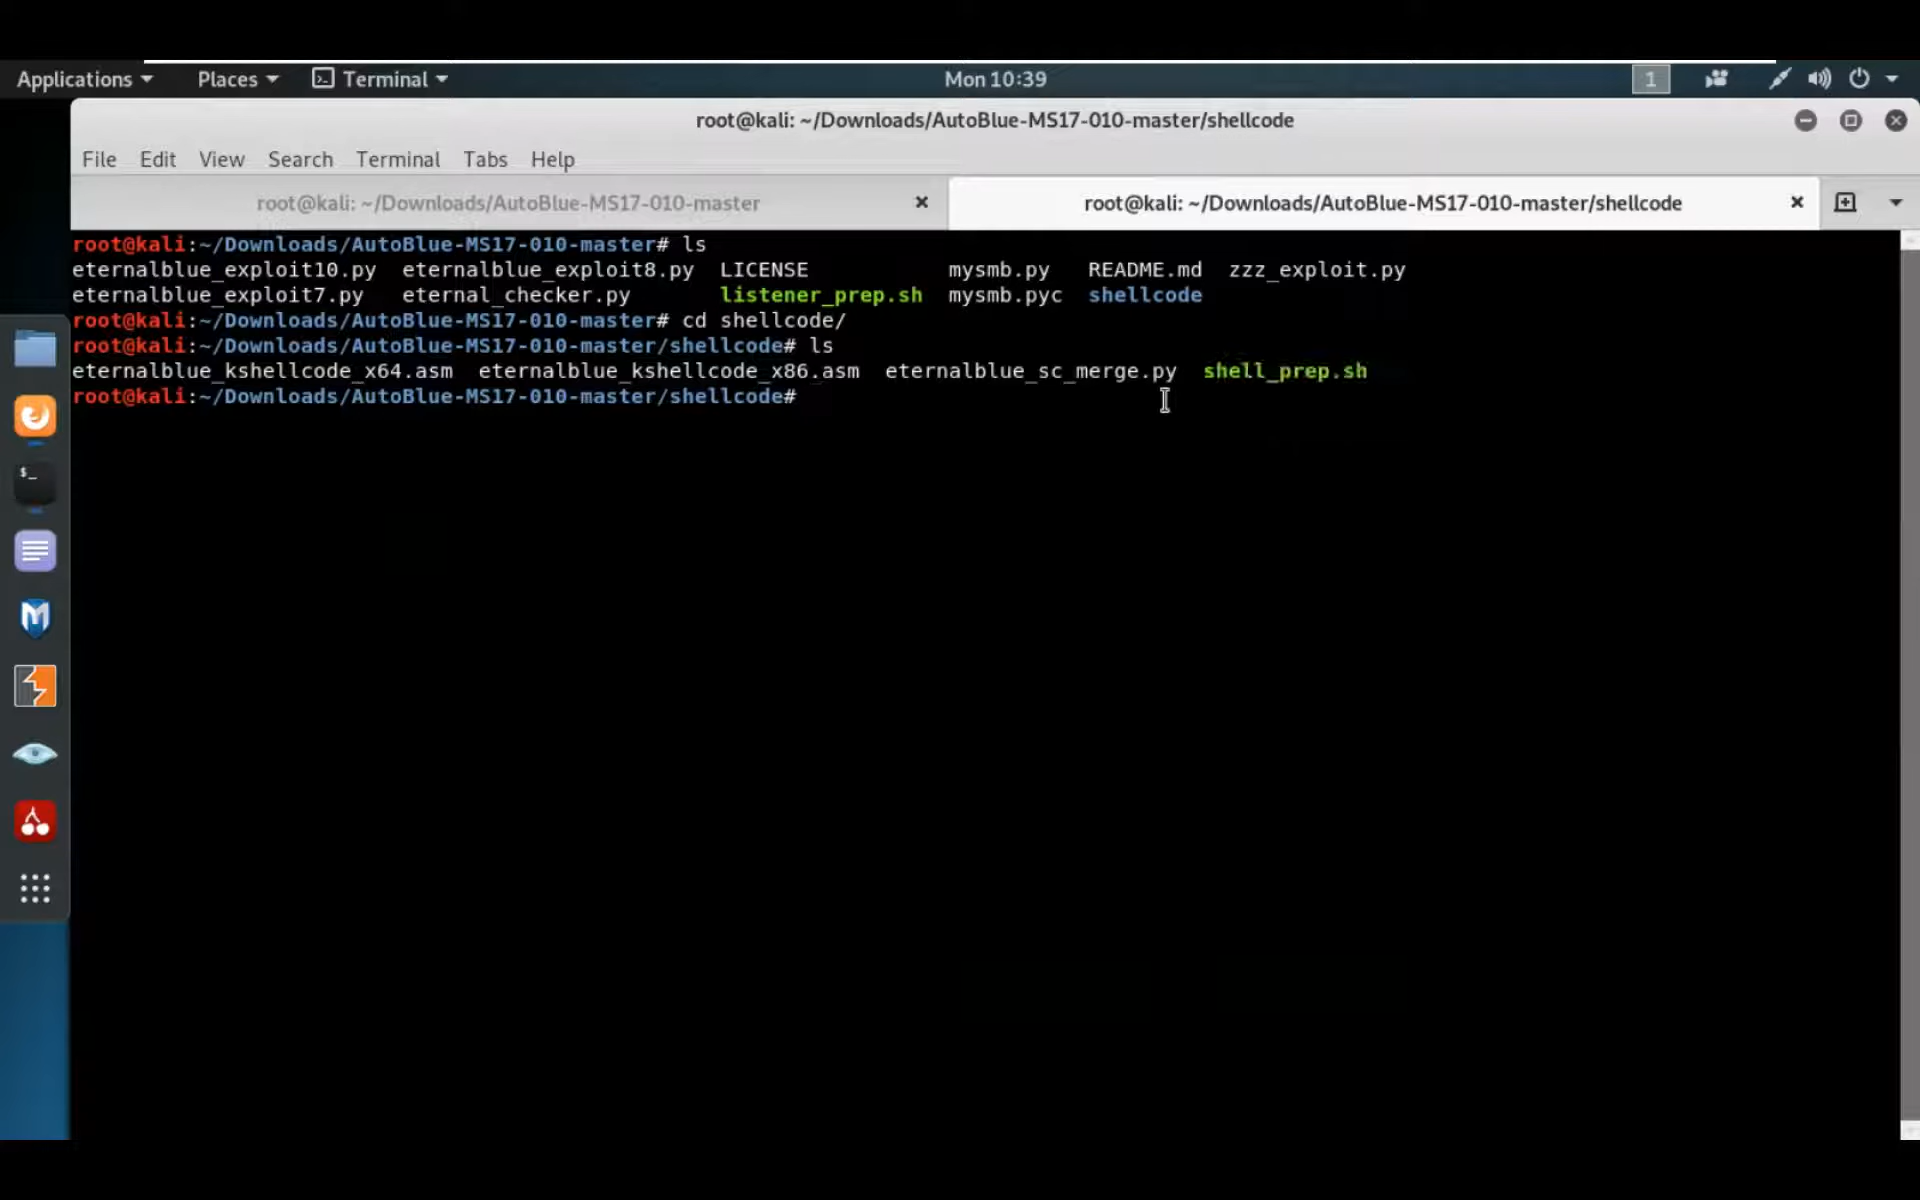 Applications Places Terminal Mon 10:39 1
root@kali: ~/Downloads/AutoBlue-MS17-010-master/shellcode
File Edit View Search Terminal Tabs Help
root@kali: ~/Downloads/AutoBlue-MS17-010-master root@kali: ~/Downloads/AutoBlue-MS17-010-master/shellcode
root@kali:~/Downloads/AutoBlue-MS17-010-master# ls
eternalblue_exploit10.py eternalblue_exploit8.py LICENSE mysmb.py README.md zzz_exploit.py
eternalblue_exploit7.py eternal_checker.py listener_prep.sh mysmb.pyc shellcode
root@kali:~/Downloads/AutoBlue-MS17-010-master# cd shellcode/
root@kali:~/Downloads/AutoBlue-MS17-010-master/shellcode# ls
eternalblue_kshellcode_x64.asm eternalblue_kshellcode_x86.asm eternalblue_sc_merge.py shell_prep.sh
root@kali:~/Downloads/AutoBlue-MS17-010-master/shellcode#
$_